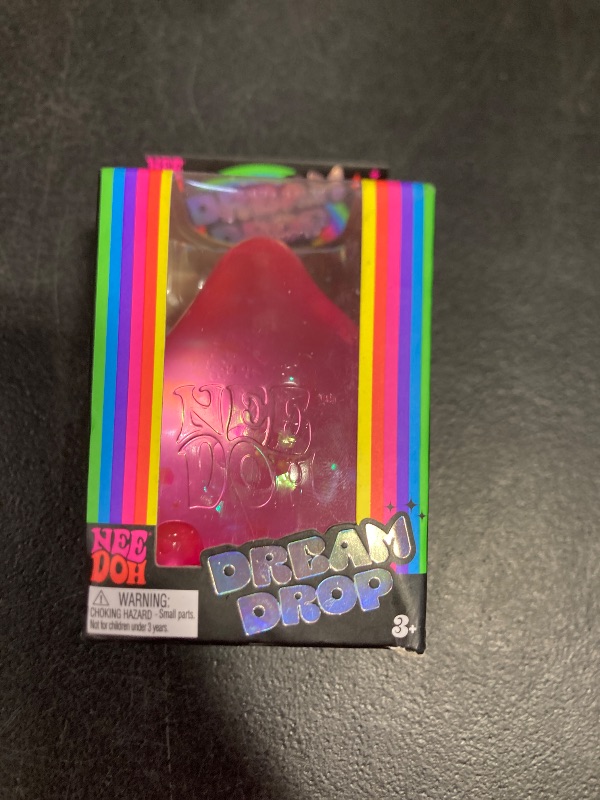 NEE
DOH
NEE
DOH
DREAM
DROP
WARNING:
CHOKING HAZARD - Small parts.
Not for children under 3 years.
3+